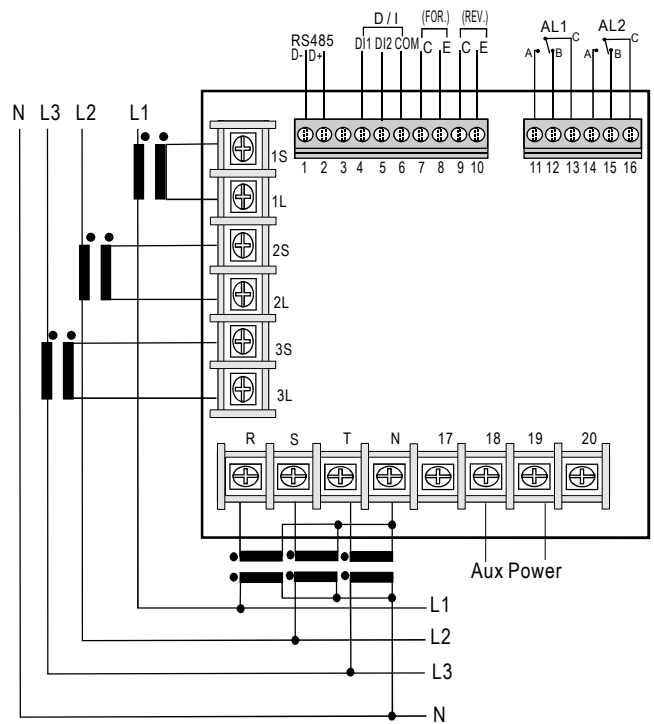 D / I (FOR.) (REV.) AL1 AL2
RS485 DI1 DI2 COM C E C E C C
D- D+ A B A B
N L3 L2 L1
1S
1 2 3 4 5 6 7 8 9 10 11 12 13 14 15 16
1L
2S
2L
3S
3L
R S T N 17 18 19 20
Aux Power
L1
L2
L3
N